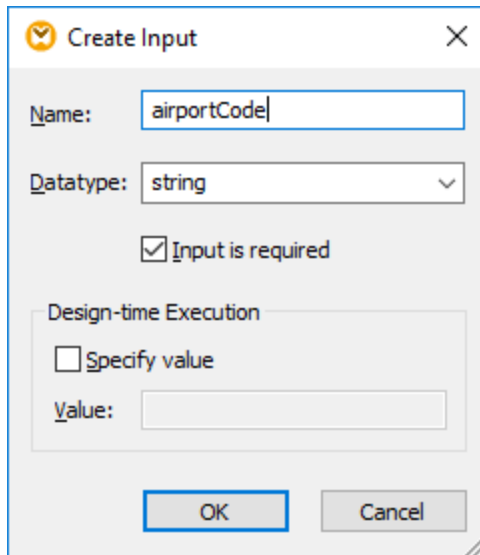 Create Input
Name: airportCode
Datatype: string
Input is required
Design-time Execution
Specify value
Value:
OK Cancel